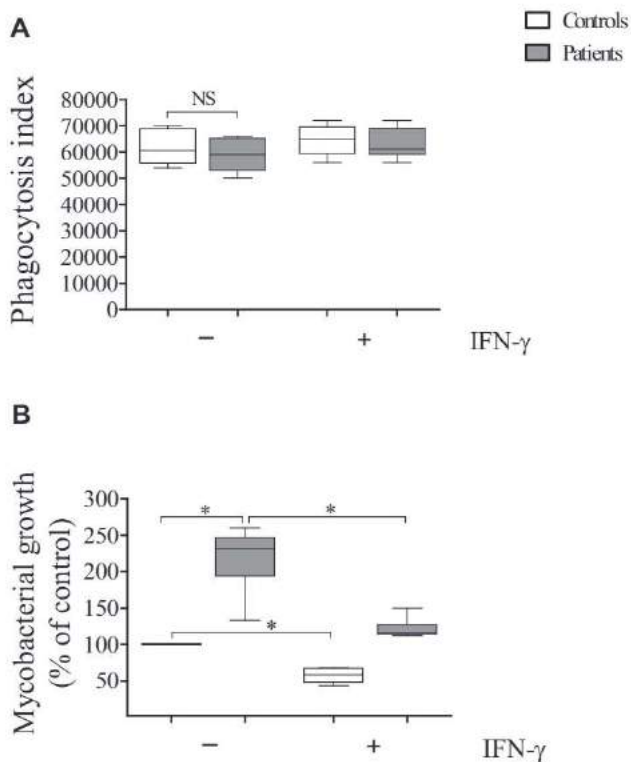 A
Controls
Patients
Phagocytosis index
80000
70000
60000
50000
40000
30000
20000
10000
0
NS
− + IFN-γ
B
Mycobacterial growth
(% of control)
300
250
200
150
100
50
*
*
*
− + IFN-γ